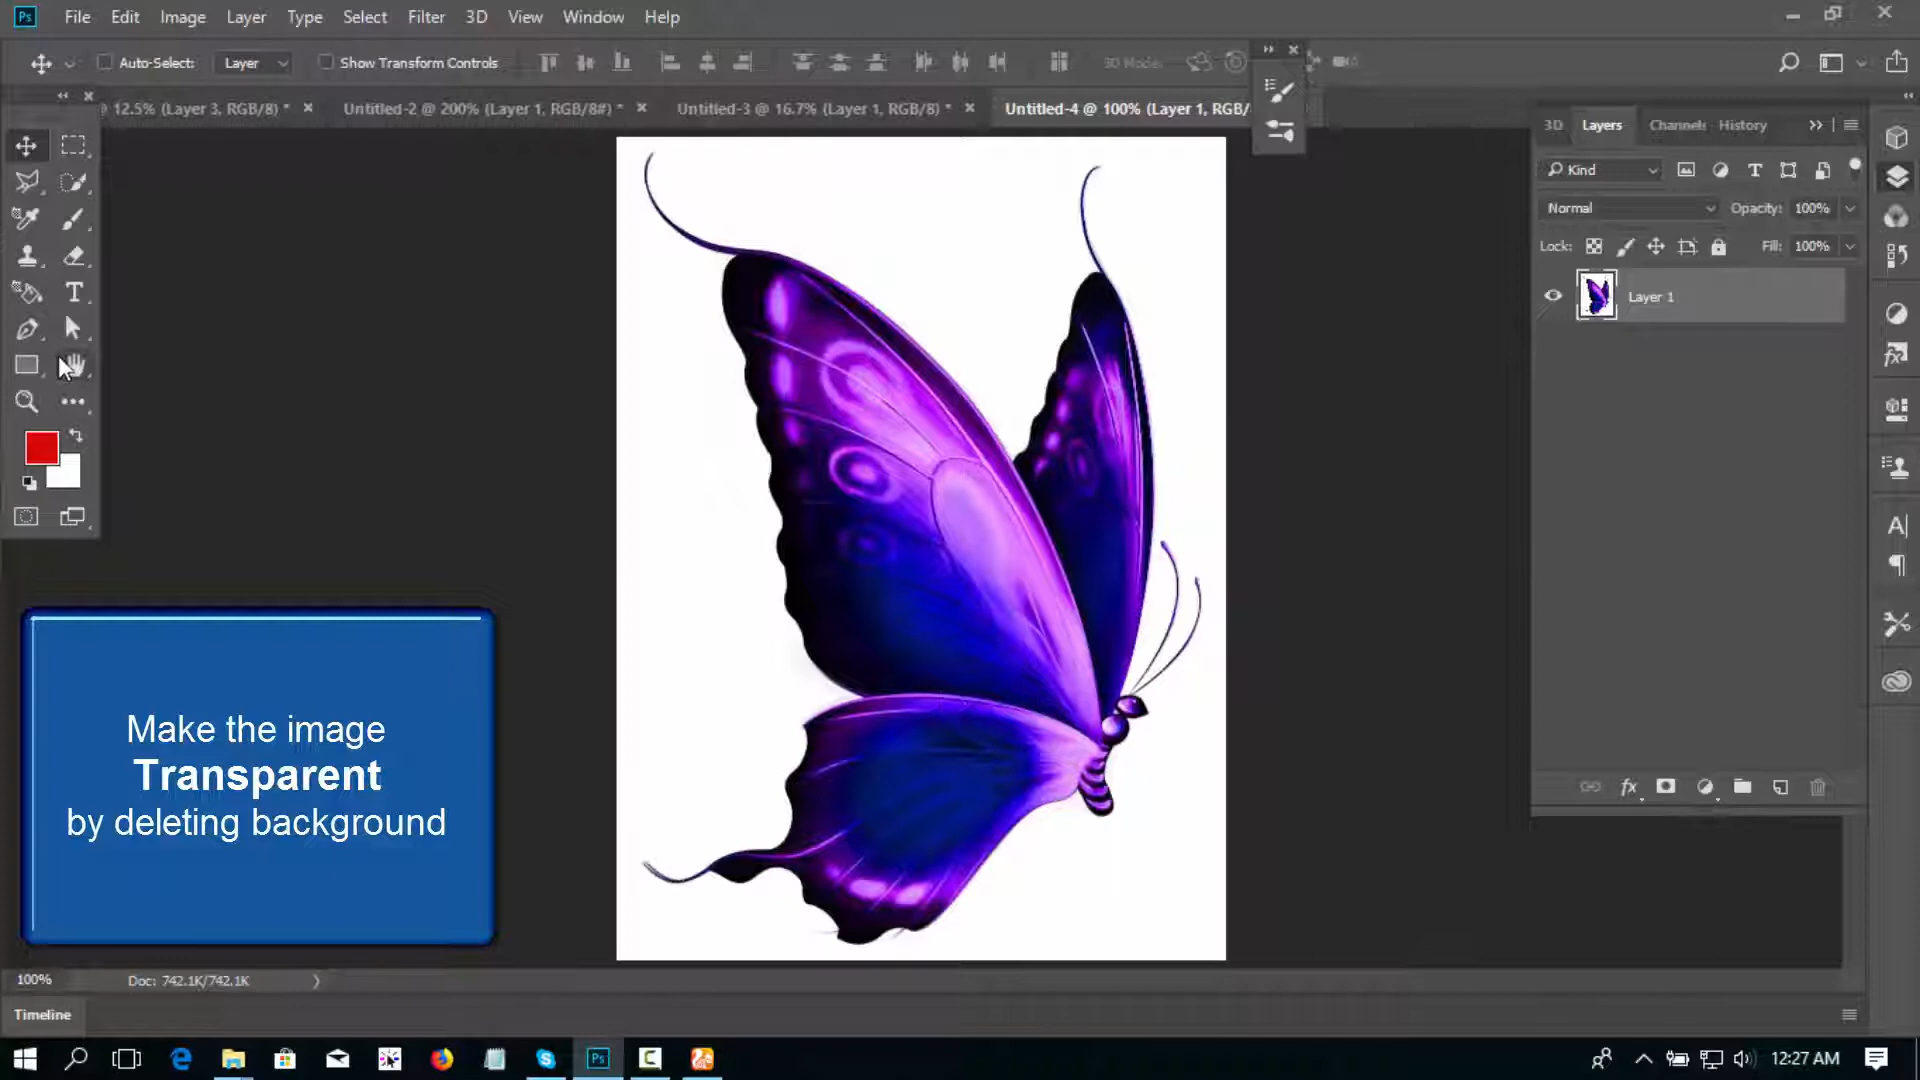 Ps File Edit Image Layer Type Select Filter 3D View Window Help
Auto-Select: Layer Show Transform Controls 3D Mode:
12.5% (Layer 3, RGB/8) * Untitled-2 @ 200% (Layer 1, RGB/8#) * Untitled-3 @ 16.7% (Layer 1, RGB/8) * Untitled-4 @ 100% (Layer 1, RGB/
3D Layers Channels History
Kind
Normal Opacity: 100%
Lock: Fill: 100%
Layer 1
Make the image
Transparent
by deleting background
100% Doc: 742.1K/742.1K
Timeline
12:27 AM